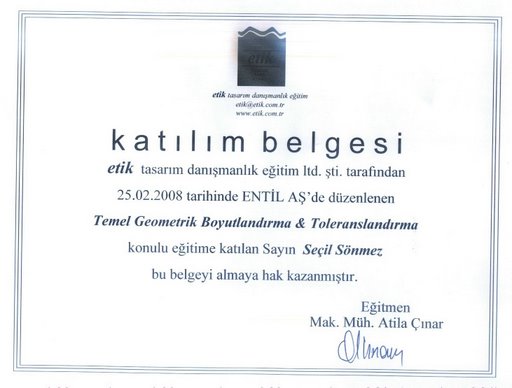 etik
etik tasarım danışmanlık eğitim
etik@etik.com.tr
www.etik.com.tr
katılım belgesi
etik tasarım danışmanlık eğitim ltd. şti. tarafından
25.02.2008 tarihinde ENTİL AŞ'de düzenlenen
Temel Geometrik Boyutlandırma & Toleranslandırma
konulu eğitime katılan Sayın Seçil Sönmez
bu belgeyi almaya hak kazanmıştır.
Eğitmen
Mak. Müh. Atila Çınar